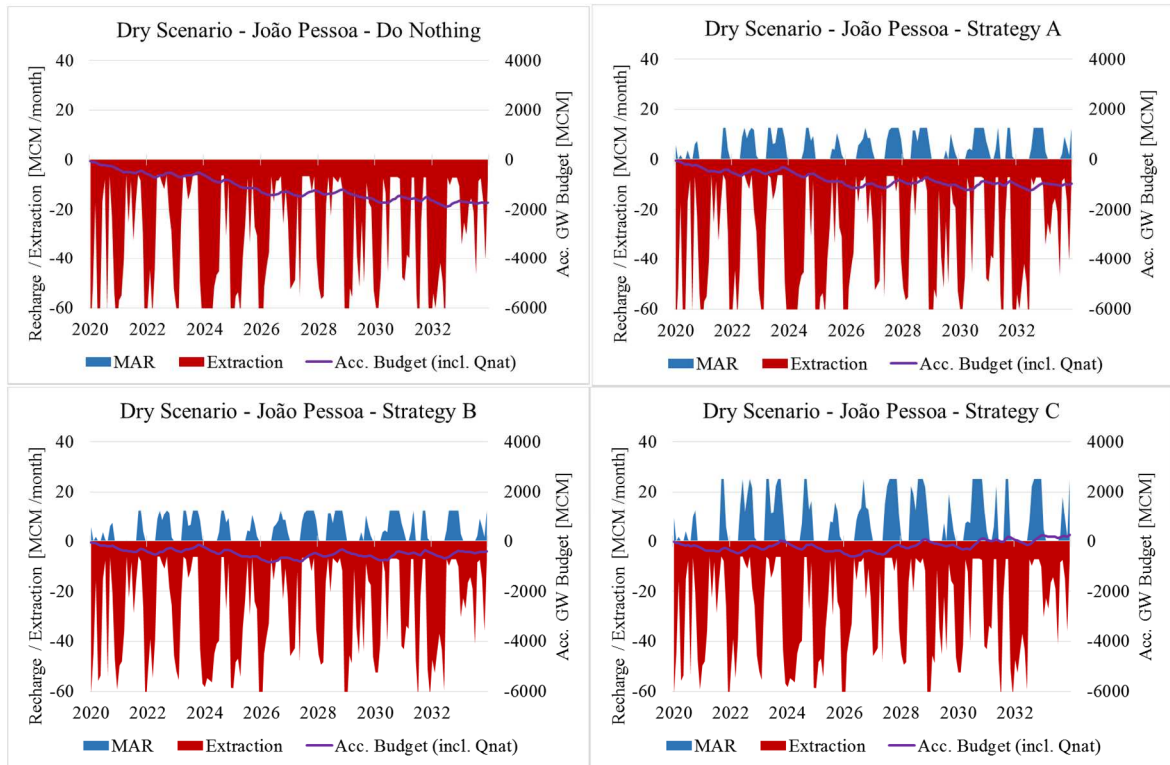 Dry Scenario - João Pessoa - Do Nothing
Recharge / Extraction [MCM /month]
40
20
0
-20
-40
-60
4000
2000
0
-2000
-4000
-6000
Acc. GW Budget [MCM]
2020 2022 2024 2026 2028 2030 2032
MAR Extraction Acc. Budget (incl. Qnat)
Dry Scenario - João Pessoa - Strategy A
Recharge / Extraction [MCM /month]
40
20
0
-20
-40
-60
4000
2000
0
-2000
-4000
-6000
Acc. GW Budget [MCM]
2020 2022 2024 2026 2028 2030 2032
MAR Extraction Acc. Budget (incl. Qnat)
Dry Scenario - João Pessoa - Strategy B
Recharge / Extraction [MCM /month]
40
20
0
-20
-40
-60
4000
2000
0
-2000
-4000
-6000
Acc. GW Budget [MCM]
2020 2022 2024 2026 2028 2030 2032
MAR Extraction Acc. Budget (incl. Qnat)
Dry Scenario - João Pessoa - Strategy C
Recharge / Extraction [MCM /month]
40
20
0
-20
-40
-60
4000
2000
0
-2000
-4000
-6000
Acc. GW Budget [MCM]
2020 2022 2024 2026 2028 2030 2032
MAR Extraction Acc. Budget (incl. Qnat)